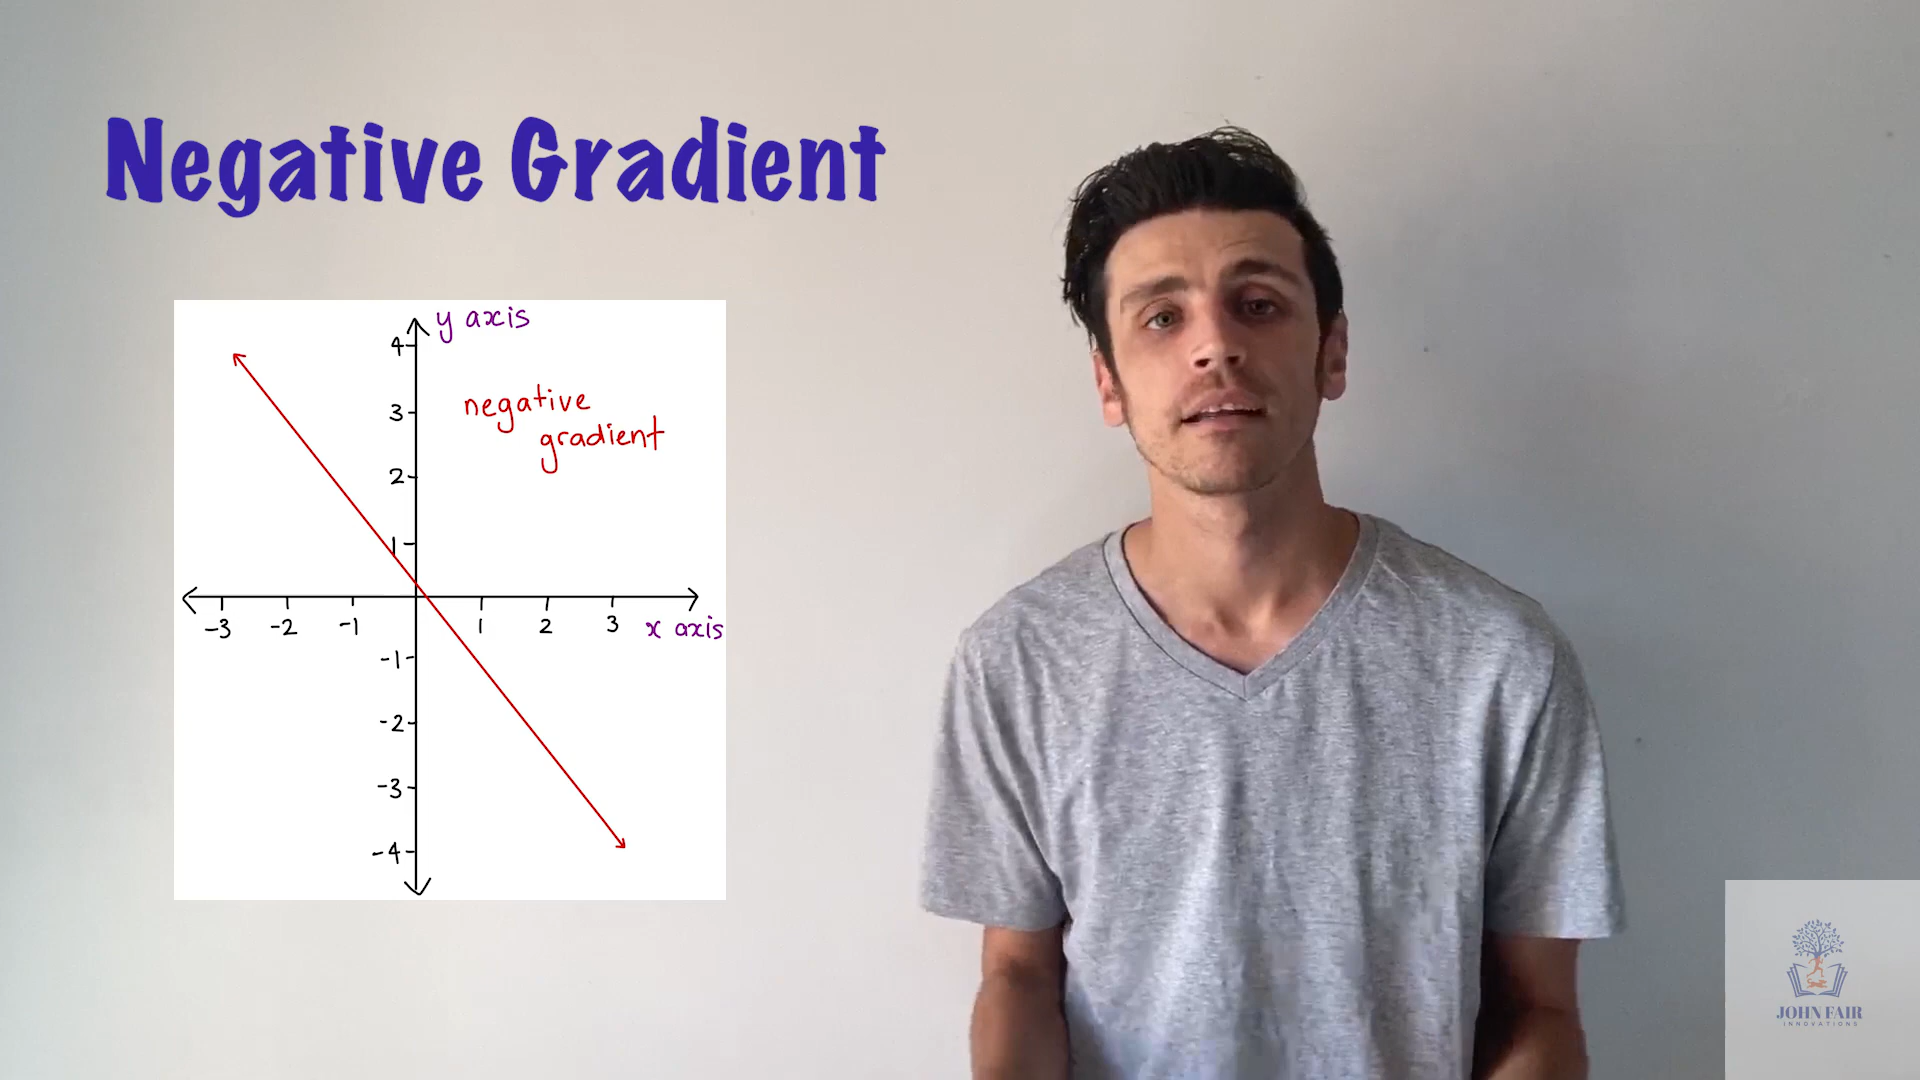 Negative Gradient
y axis
4
3
negative
gradient
2
1
-3 -2 -1 1 2 3 x axis
-1
-2
-3
-4
JOHN FAIR
INNOVATIONS